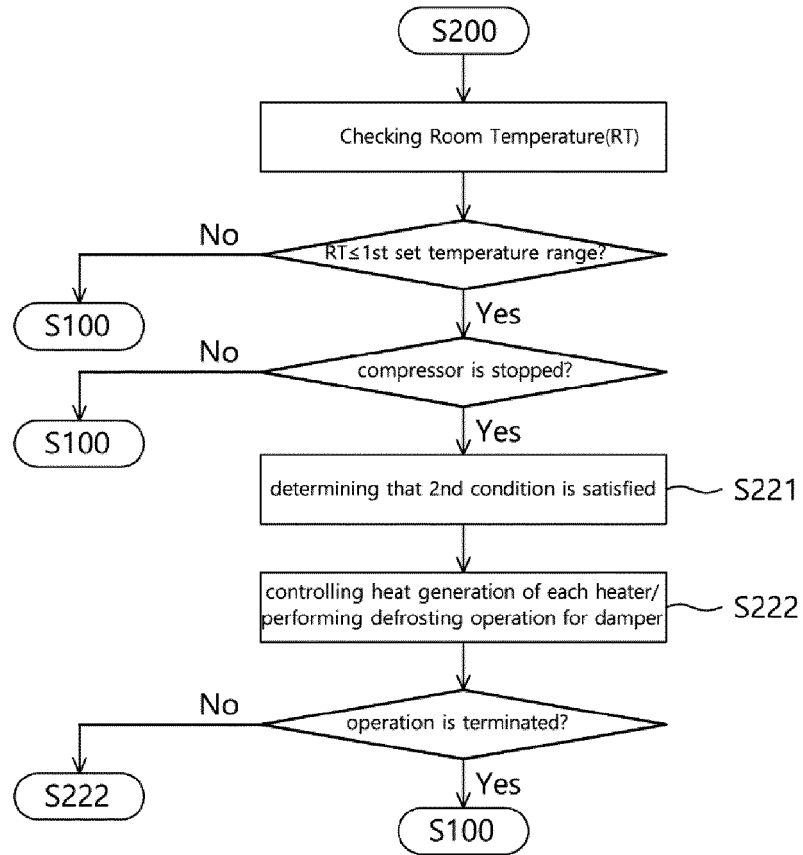 S200
Checking Room Temperature(RT)
No
RT≤1st set temperature range?
S100
Yes
No
compressor is stopped?
S100
Yes
determining that 2nd condition is satisfied
S221
controlling heat generation of each heater/
performing defrosting operation for damper
S222
No
operation is terminated?
S222
Yes
S100